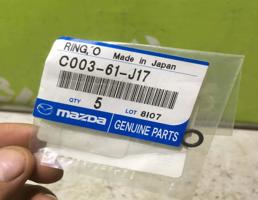 RING,'O Made in Japan
C003-61-J17
QTY 5 LOT 8107
mazda GENUINE PARTS